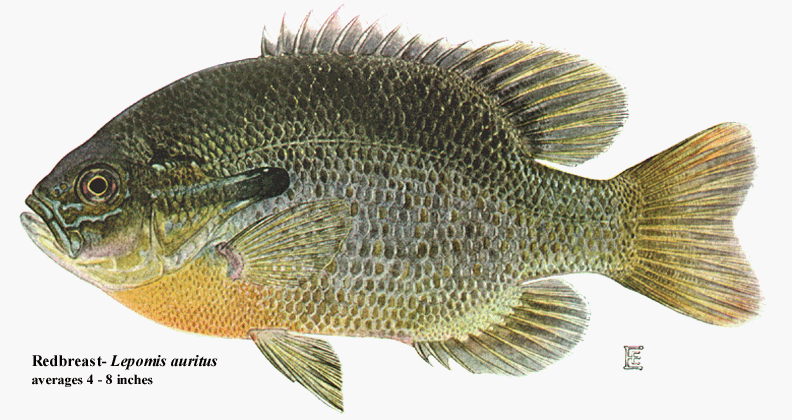 Redbreast- Lepomis auritus
averages 4 - 8 inches